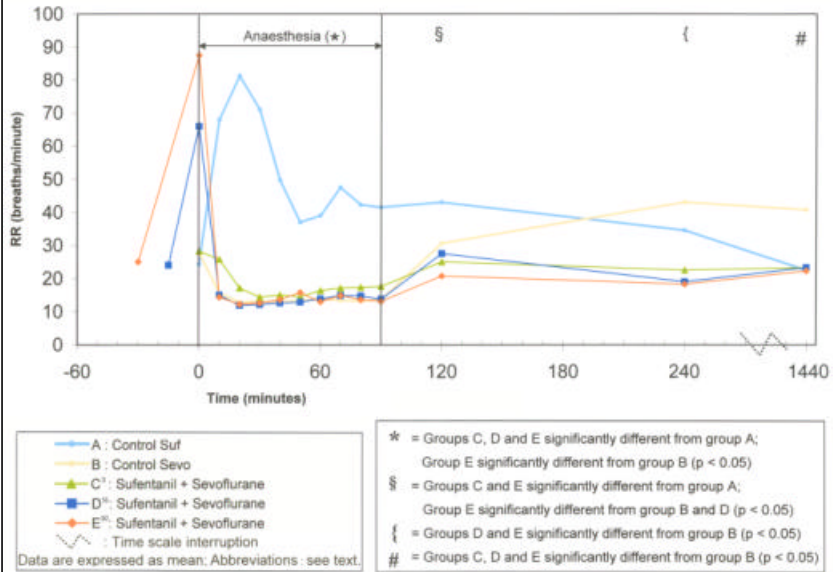 100
90
80
70
60
50
40
30
20
10
0
RR (breaths/minute)
Anaesthesia (*)
§
{
#
-60 0 60 120 180 240 1440
Time (minutes)
A : Control Suf
B : Control Sevo
C : Sufentanil + Sevoflurane
D : Sufentanil + Sevoflurane
E : Sufentanil + Sevoflurane
: Time scale interruption
Data are expressed as mean; Abbreviations : see text.
* = Groups C, D and E significantly different from group A;
Group E significantly different from group B (p < 0.05)
§ = Groups C and E significantly different from group A;
Group E significantly different from group B and D (p < 0.05)
{ = Groups D and E significantly different from group B (p < 0.05)
# = Groups C, D and E significantly different from group B (p < 0.05)